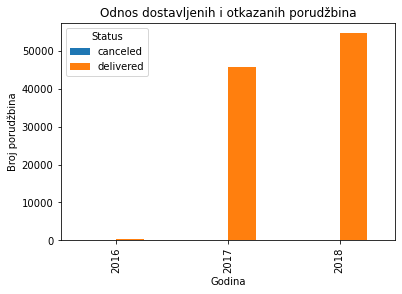 Odnos dostavljenih i otkazanih porudžbina
Status
canceled
delivered
Broj porudžbina
50000
40000
30000
20000
10000
0
2016
2017
2018
Godina